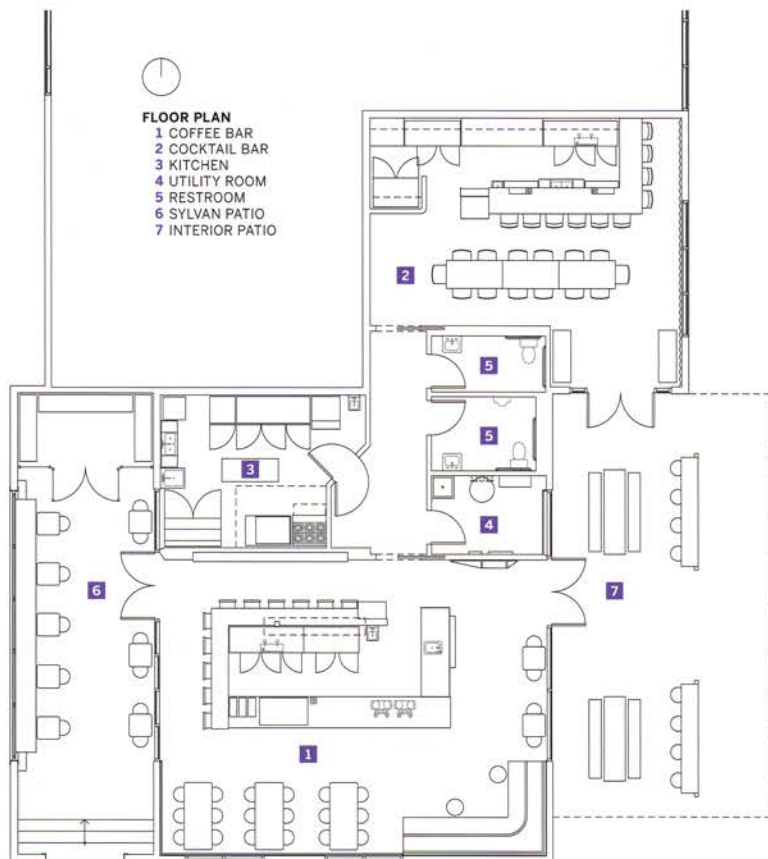 FLOOR PLAN
1 COFFEE BAR
2 COCKTAIL BAR
3 KITCHEN
4 UTILITY ROOM
5 RESTROOM
6 SYLVAN PATIO
7 INTERIOR PATIO
2
5
5
3
4
6
7
1